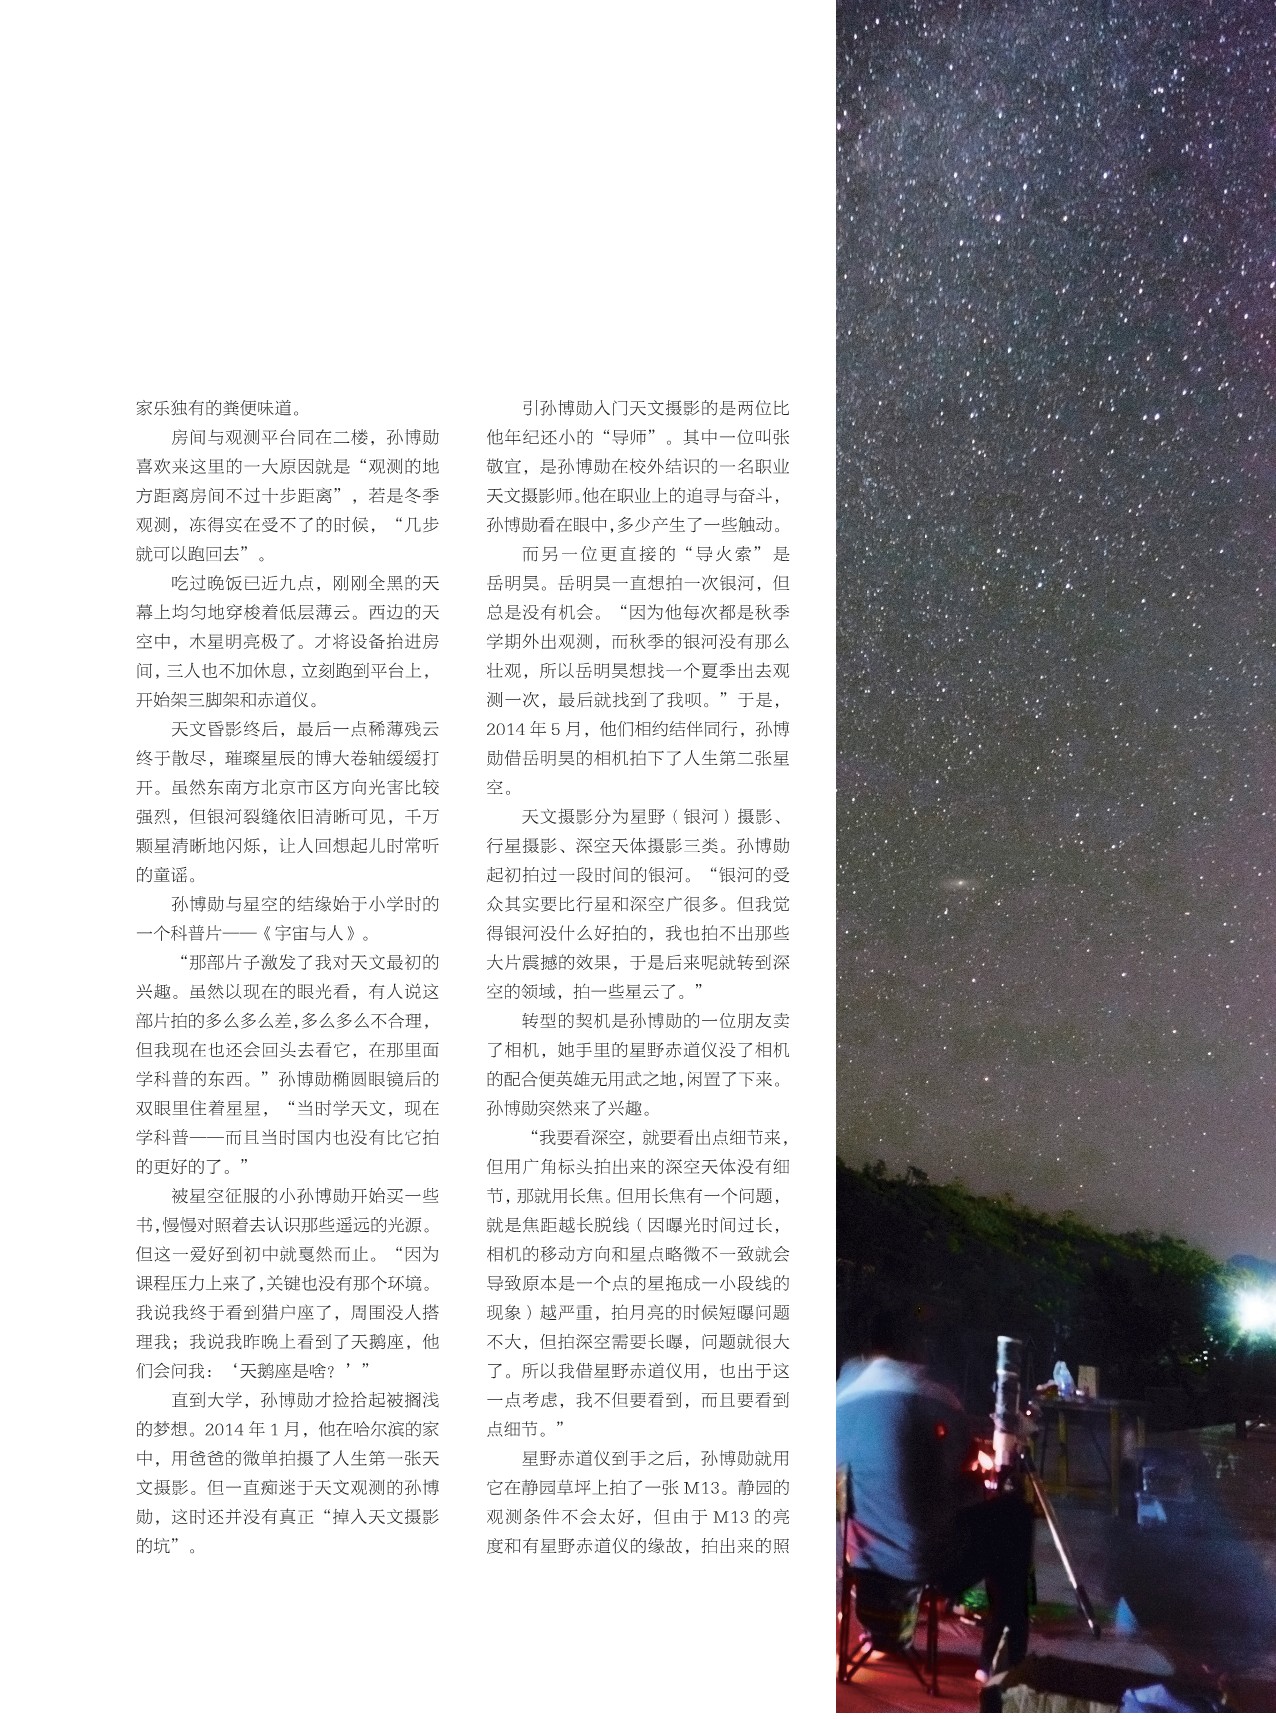 家乐独有的粪便味道。
房间与观测平台同在二楼，孙博勋
喜欢来这里的一大原因就是“观测的地
方距离房间不过十步距离”，若是冬季
观测，冻得实在受不了的时候，“几步
就可以跑回去”。
吃过晚饭已近九点，刚刚全黑的天
幕上均匀地穿梭着低层薄云。西边的天
空中，木星明亮极了。才将设备抬进房
间，三人也不加休息，立刻跑到平台上，
开始架三脚架和赤道仪。
天文昏影终后，最后一点稀薄残云
终于散尽，璀璨星辰的博大卷轴缓缓打
开。虽然东南方北京市区方向光害比较
强烈，但银河裂缝依旧清晰可见，千万
颗星清晰地闪烁，让人回想起儿时常听
的童谣。
孙博勋与星空的结缘始于小学时的
一个科普片——《宇宙与人》。
“那部片子激发了我对天文最初的
兴趣。虽然以现在的眼光看，有人说这
部片拍的多么多么差，多么多么不合理，
但我现在也还会回头去看它，在那里面
学科普的东西。”孙博勋椭圆眼镜后的
双眼里住着星星，“当时学天文，现在
学科普——而且当时国内也没有比它拍
的更好的了。”
被星空征服的小孙博勋开始买一些
书，慢慢对照着去认识那些遥远的光源。
但这一爱好到初中就戛然而止。“因为
课程压力上来了，关键也没有那个环境。
我说我终于看到猎户座了，周围没人搭
理我；我说我昨晚上看到了天鹅座，他
们会问我：‘天鹅座是啥？’”
直到大学，孙博勋才捡拾起被搁浅
的梦想。2014 年 1 月，他在哈尔滨的家
中，用爸爸的微单拍摄了人生第一张天
文摄影。但一直痴迷于天文观测的孙博
勋，这时还并没有真正“掉入天文摄影
的坑”。
引孙博勋入门天文摄影的是两位比
他年纪还小的“导师”。其中一位叫张
敬宜，是孙博勋在校外结识的一名职业
天文摄影师。他在职业上的追寻与奋斗，
孙博勋看在眼中，多少产生了一些触动。
而另一位更直接的“导火索”是
岳明昊。岳明昊一直想拍一次银河，但
总是没有机会。“因为他每次都是秋季
学期外出观测，而秋季的银河没有那么
壮观，所以岳明昊想找一个夏季出去观
测一次，最后就找到了我呗。”于是，
2014 年 5 月，他们相约结伴同行，孙博
勋借岳明昊的相机拍下了人生第二张星
空。
天文摄影分为星野（银河）摄影、
行星摄影、深空天体摄影三类。孙博勋
起初拍过一段时间的银河。“银河的受
众其实要比行星和深空广很多。但我觉
得银河没什么好拍的，我也拍不出那些
大片震撼的效果，于是后来呢就转到深
空的领域，拍一些星云了。”
转型的契机是孙博勋的一位朋友卖
了相机，她手里的星野赤道仪没了相机
的配合便英雄无用武之地，闲置了下来。
孙博勋突然来了兴趣。
“我要看深空，就要看出点细节来，
但用广角标头拍出来的深空天体没有细
节，那就用长焦。但用长焦有一个问题，
就是焦距越长脱线（因曝光时间过长，
相机的移动方向和星点略微不一致就会
导致原本是一个点的星拖成一小段线的
现象）越严重，拍月亮的时候短曝问题
不大，但拍深空需要长曝，问题就很大
了。所以我借星野赤道仪用，也出于这
一点考虑，我不但要看到，而且要看到
点细节。”
星野赤道仪到手之后，孙博勋就用
它在静园草坪上拍了一张 M13。静园的
观测条件不会太好，但由于 M13 的亮
度和有星野赤道仪的缘故，拍出来的照